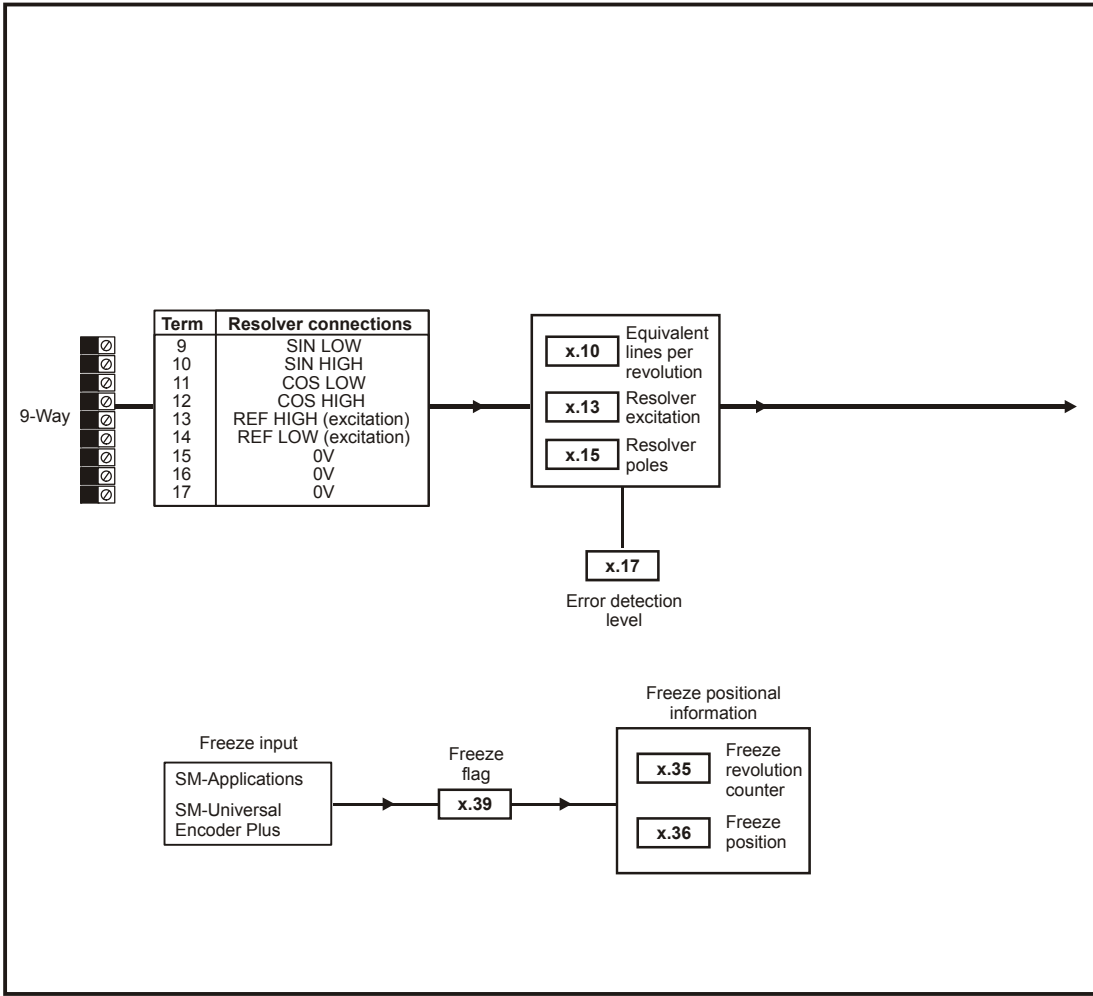 9-Way
Term Resolver connections
9 SIN LOW
10 SIN HIGH
11 COS LOW
12 COS HIGH
13 REF HIGH (excitation)
14 REF LOW (excitation)
15 0V
16 0V
17 0V
x.10
Equivalent
lines per
revolution
x.13
Resolver
excitation
x.15
Resolver
poles
x.17
Error detection
level
Freeze input
SM-Applications
SM-Universal
Encoder Plus
Freeze
flag
x.39
Freeze positional
information
x.35
Freeze
revolution
counter
x.36
Freeze
position